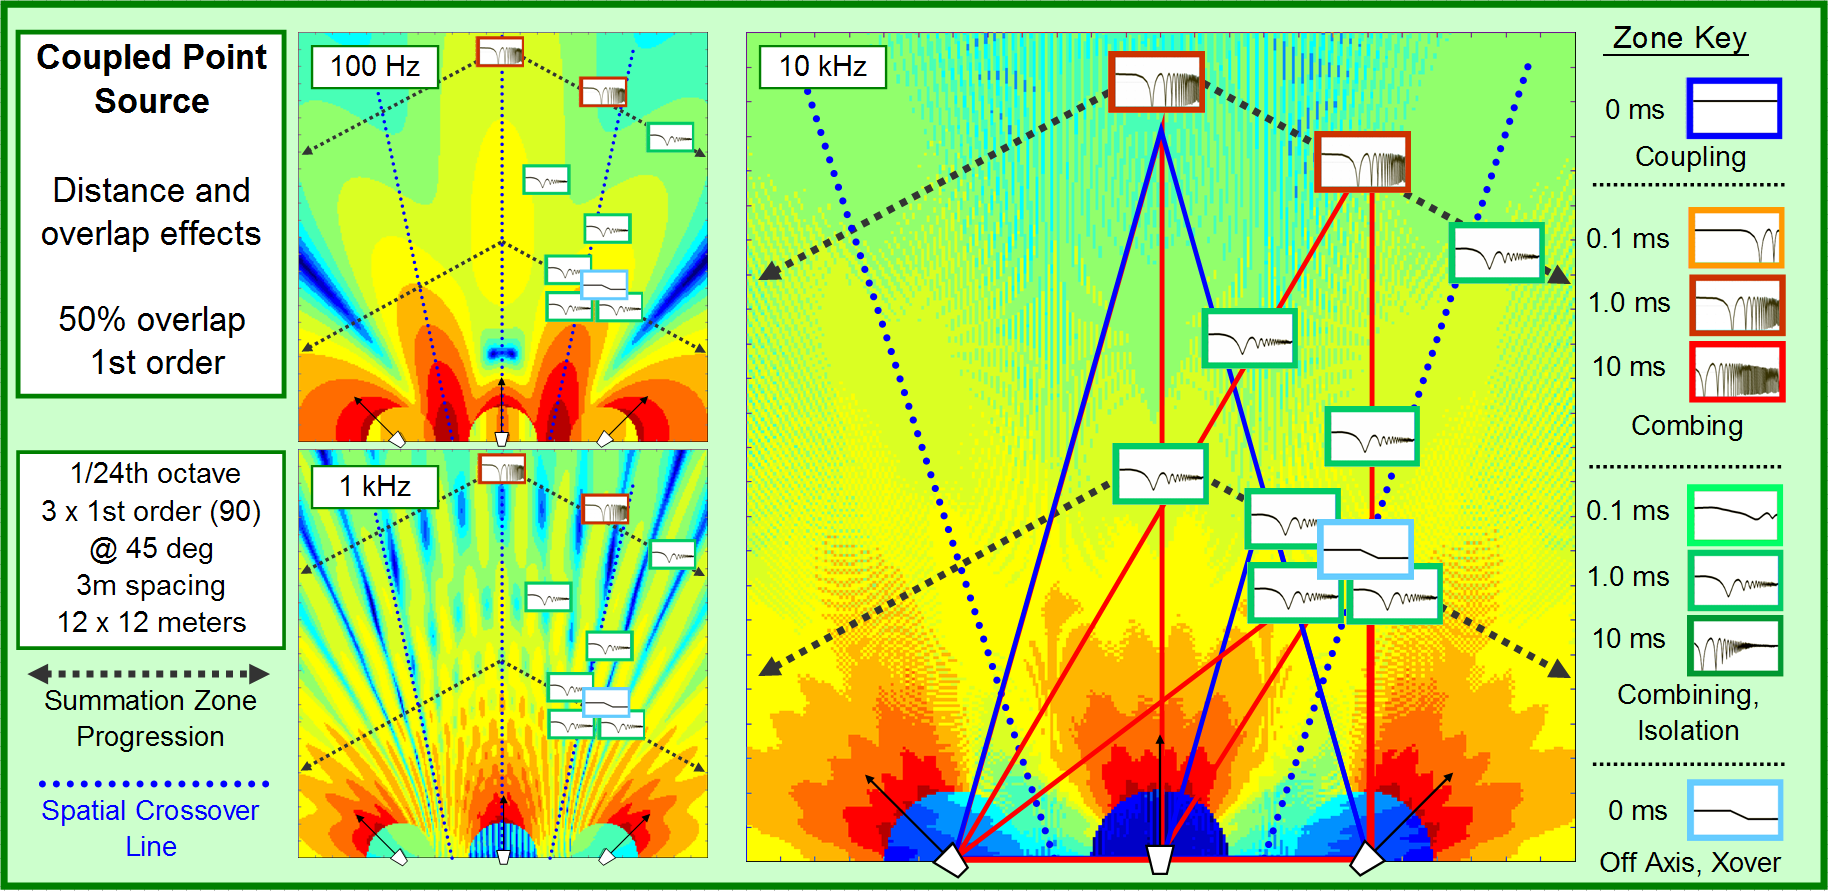 Coupled Point
Source
Distance and
overlap effects
50% overlap
1st order
1/24th octave
3 x 1st order (90)
@ 45 deg
3m spacing
12 x 12 meters
Summation Zone
Progression
Spatial Crossover
Line
100 Hz
1 kHz
10 kHz
Zone Key
0 ms
Coupling
0.1 ms
1.0 ms
10 ms
Combing
0.1 ms
1.0 ms
10 ms
Combining,
Isolation
0 ms
Off Axis, Xover